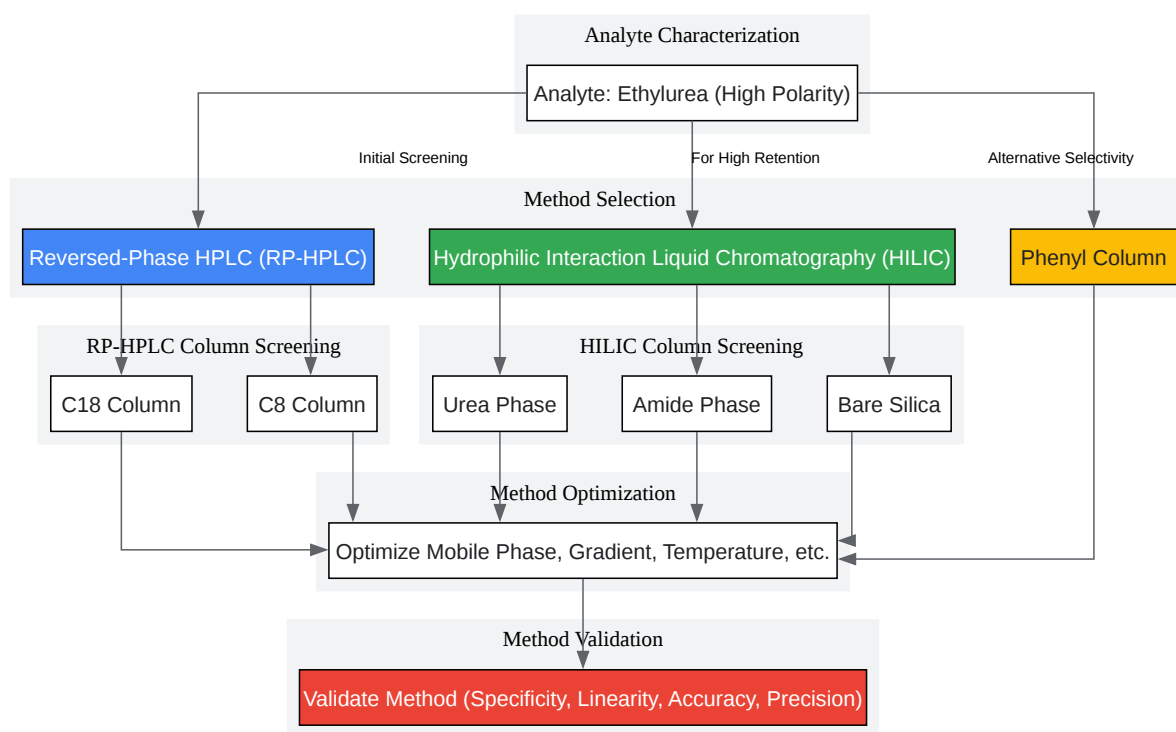 Analyte Characterization
Analyte: Ethylurea (High Polarity)
Initial Screening
For High Retention
Alternative Selectivity
Method Selection
Reversed-Phase HPLC (RP-HPLC)
Hydrophilic Interaction Liquid Chromatography (HILIC)
Phenyl Column
RP-HPLC Column Screening
HILIC Column Screening
C18 Column
C8 Column
Urea Phase
Amide Phase
Bare Silica
Method Optimization
Optimize Mobile Phase, Gradient, Temperature, etc.
Method Validation
Validate Method (Specificity, Linearity, Accuracy, Precision)